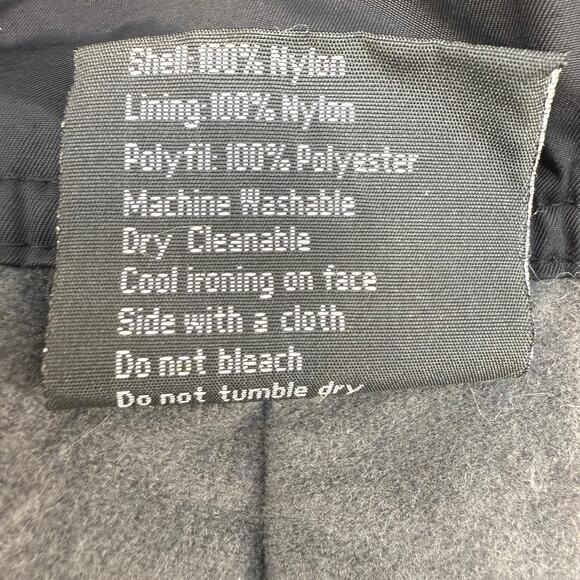 Shell:100% Nylon
Lining:100% Nylon
Polyfil:100% Polyester
Machine Washable
Dry Cleanable
Cool ironing on face
Side with a cloth
Do not bleach
Do not tumble dry